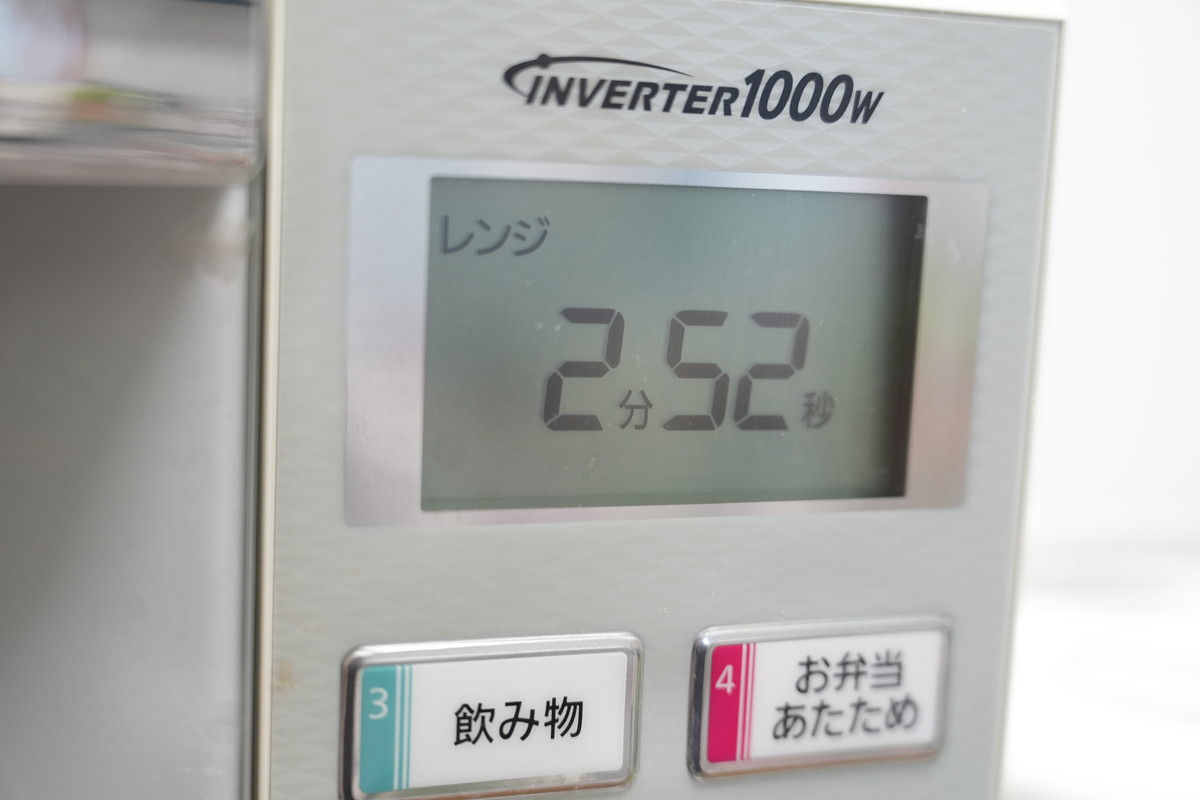 INVERTER1000W
レンジ
2分52秒
3 飲み物
4 お弁当
あたため